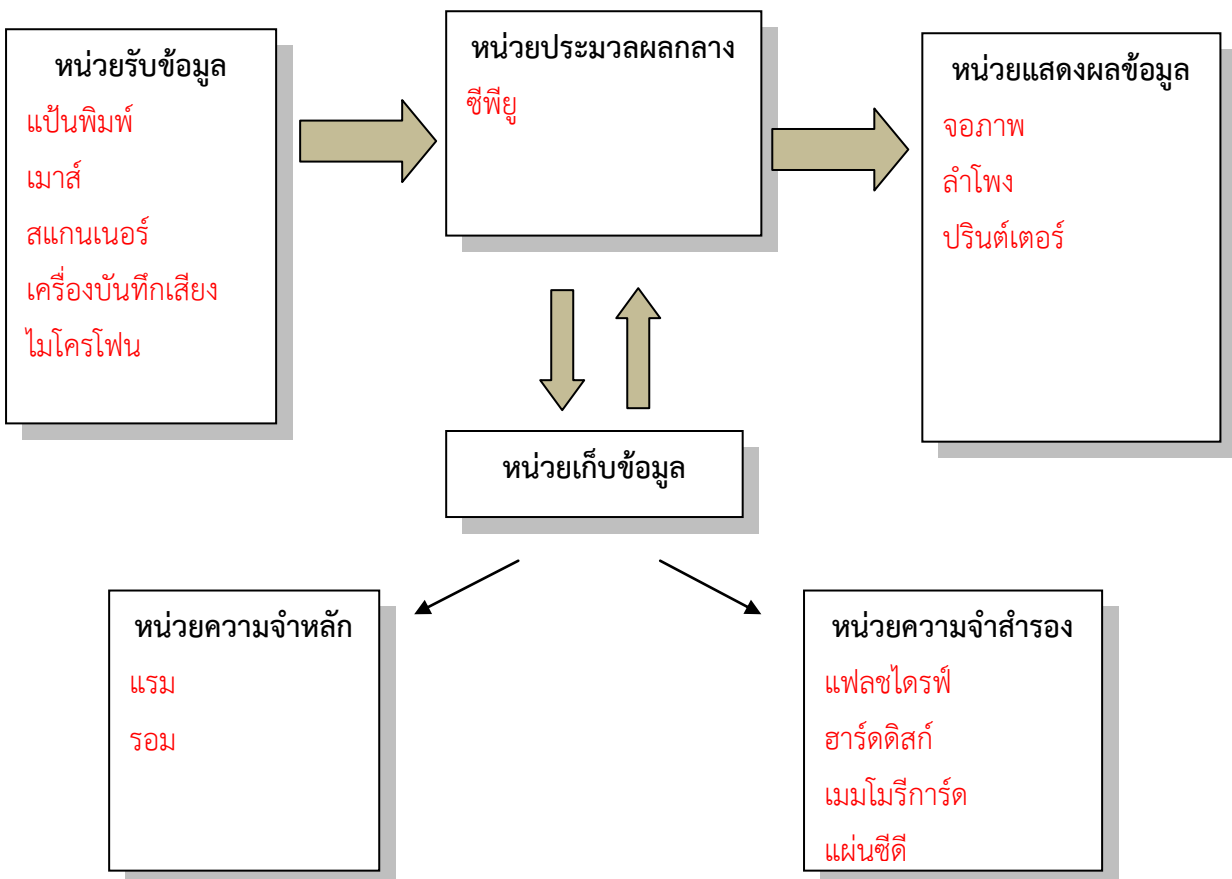 หน่วยรับข้อมูล
แป้นพิมพ์
เมาส์
สแกนเนอร์
เครื่องบันทึกเสียง
ไมโครโฟน
หน่วยประมวลผลกลาง
ซีพียู
หน่วยแสดงผลข้อมูล
จอภาพ
ลำโพง
ปรินต์เตอร์
หน่วยเก็บข้อมูล
หน่วยความจำหลัก
แรม
รอม
หน่วยความจำสำรอง
แฟลชไดรฟ์
ฮาร์ดดิสก์
เมมโมรีการ์ด
แผ่นซีดี